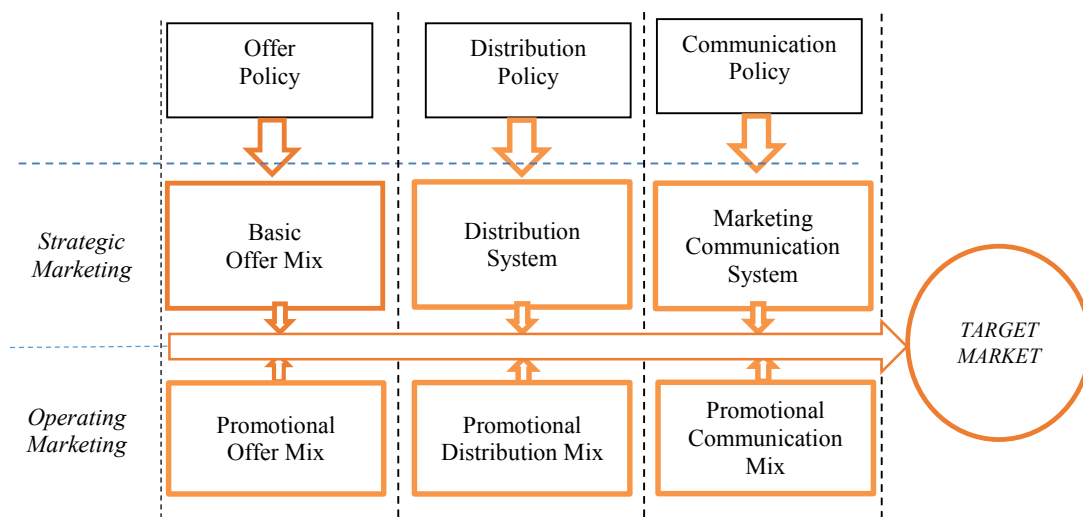 Offer
Policy
Distribution
Policy
Communication
Policy
Strategic
Marketing
Basic
Offer Mix
Distribution
System
Marketing
Communication
System
TARGET
MARKET
Operating
Marketing
Promotional
Offer Mix
Promotional
Distribution Mix
Promotional
Communication
Mix